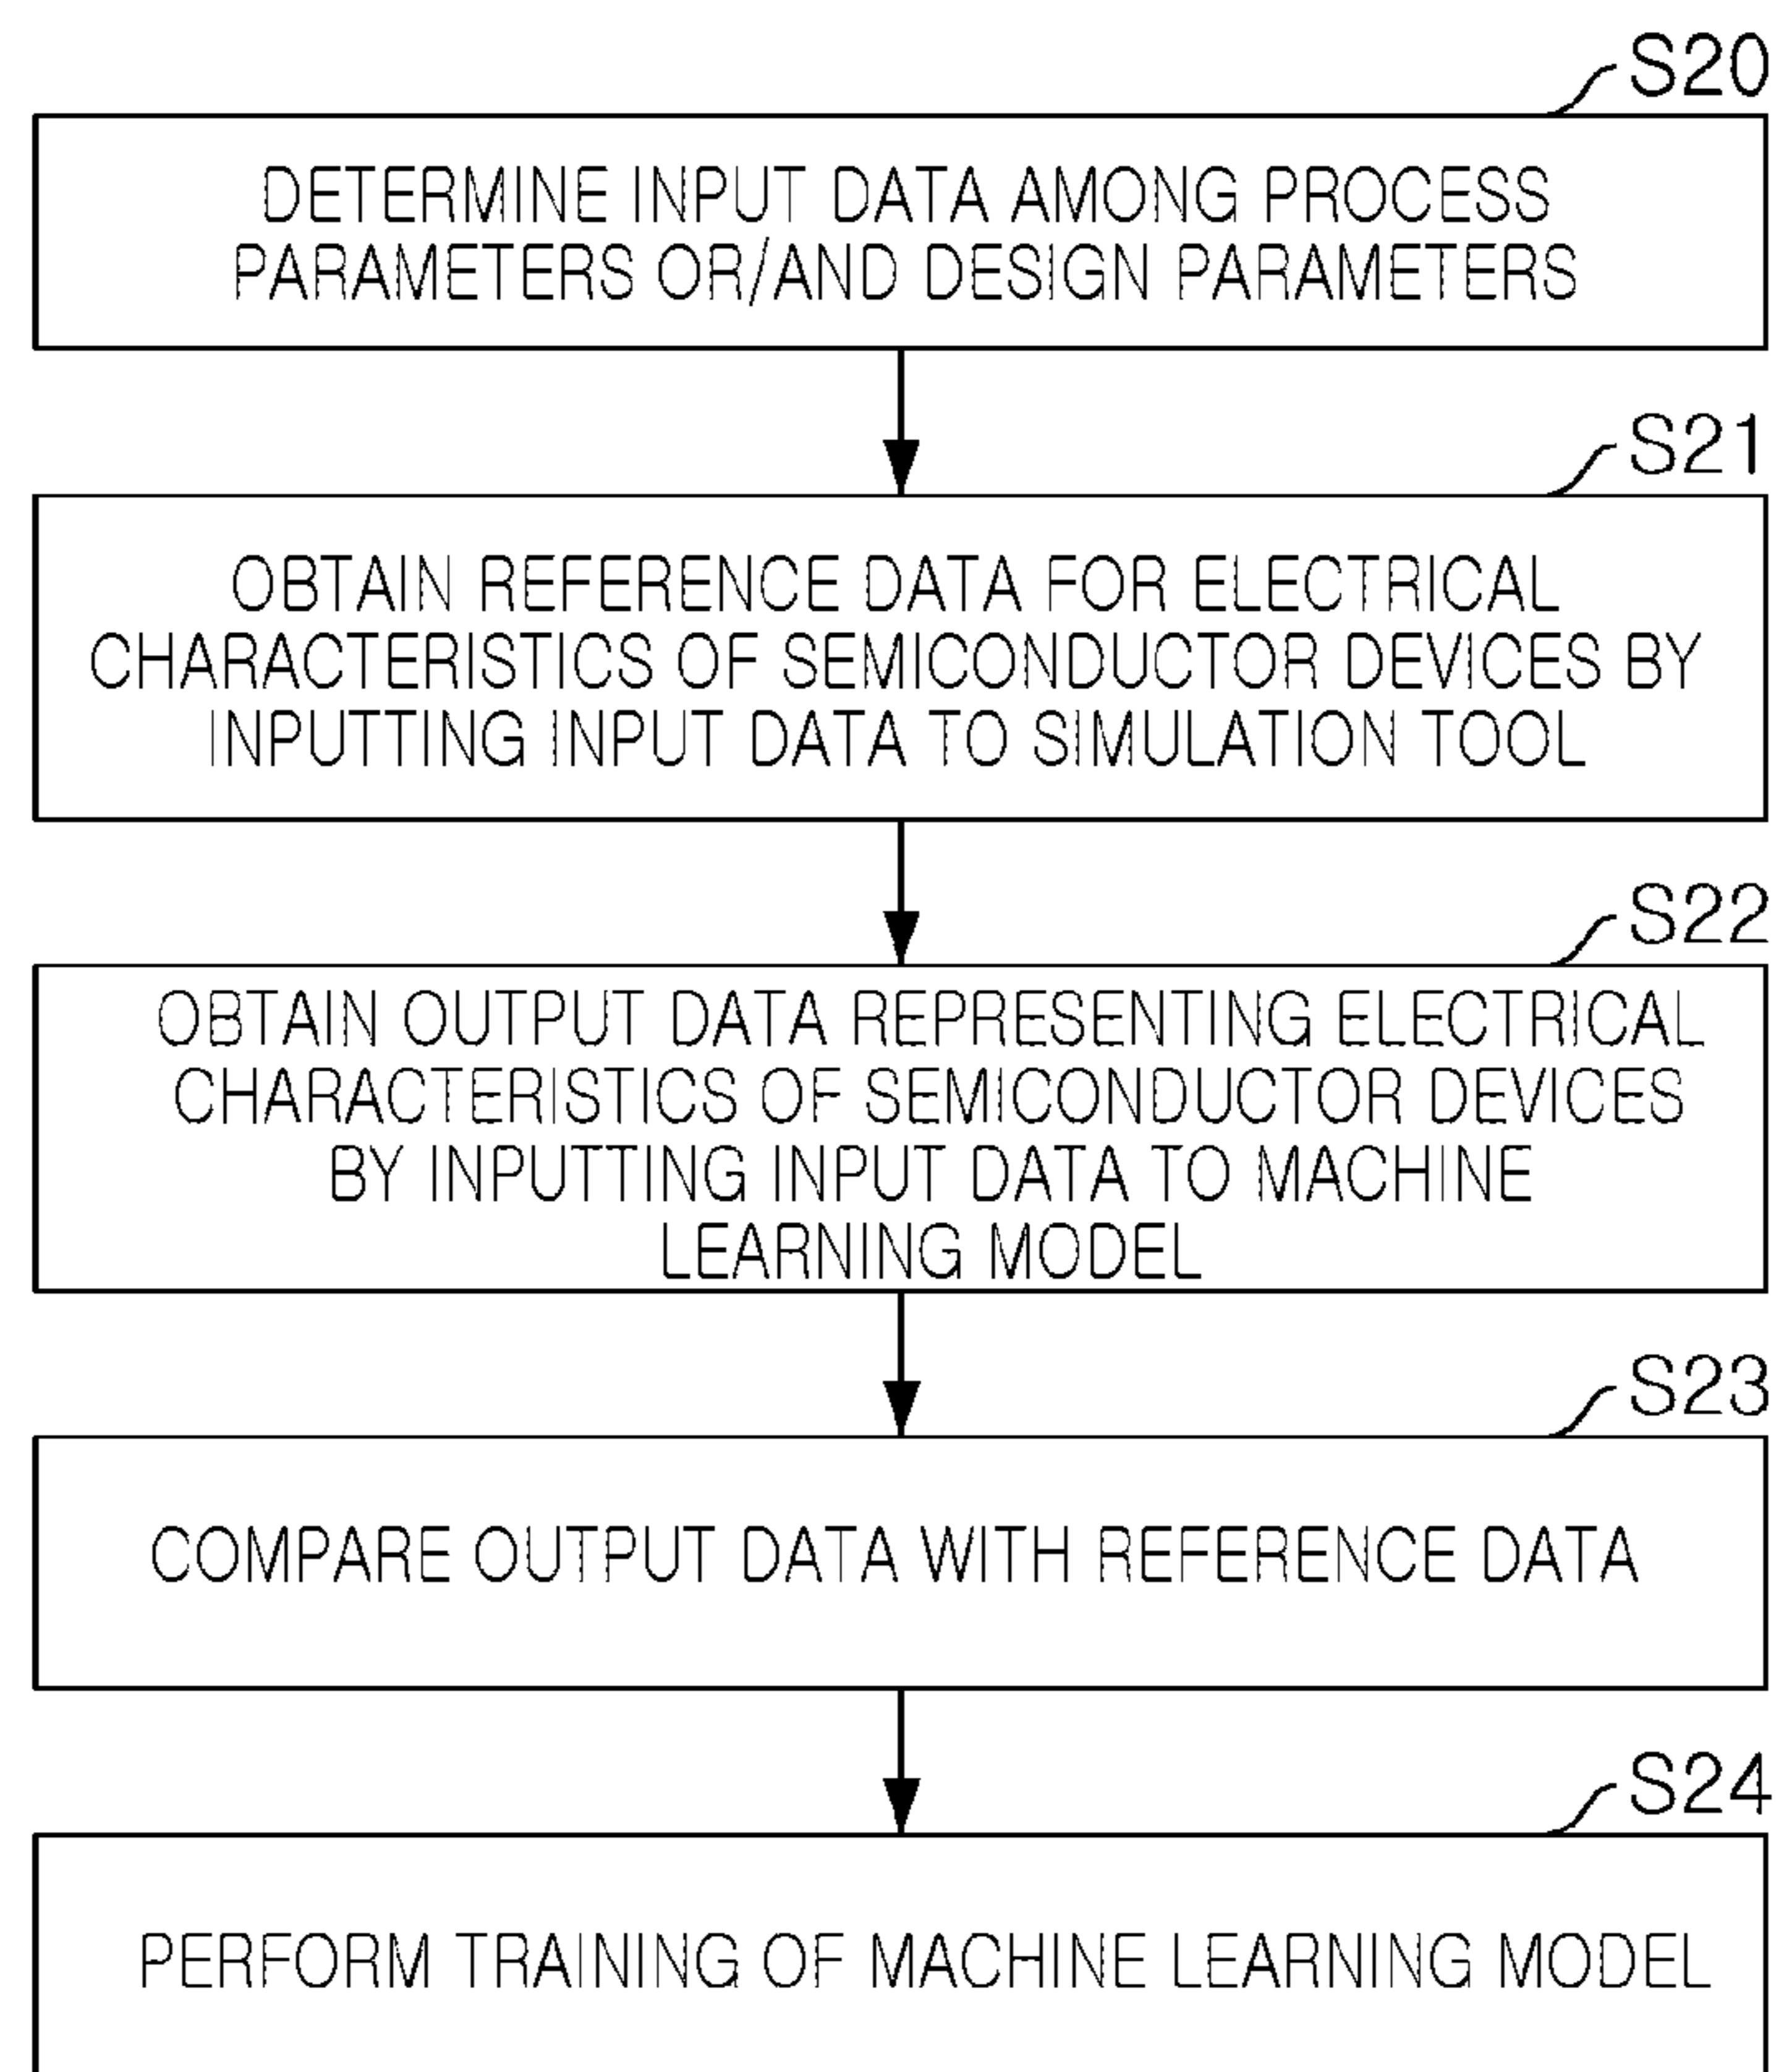 S20
DETERMINE INPUT DATA AMONG PROCESS
PARAMETERS OR/AND DESIGN PARAMETERS
S21
OBTAIN REFERENCE DATA FOR ELECTRICAL
CHARACTERISTICS OF SEMICONDUCTOR DEVICES BY
INPUTTING INPUT DATA TO SIMULATION TOOL
S22
OBTAIN OUTPUT DATA REPRESENTING ELECTRICAL
CHARACTERISTICS OF SEMICONDUCTOR DEVICES
BY INPUTTING INPUT DATA TO MACHINE
LEARNING MODEL
S23
COMPARE OUTPUT DATA WITH REFERENCE DATA
S24
PERFORM TRAINING OF MACHINE LEARNING MODEL